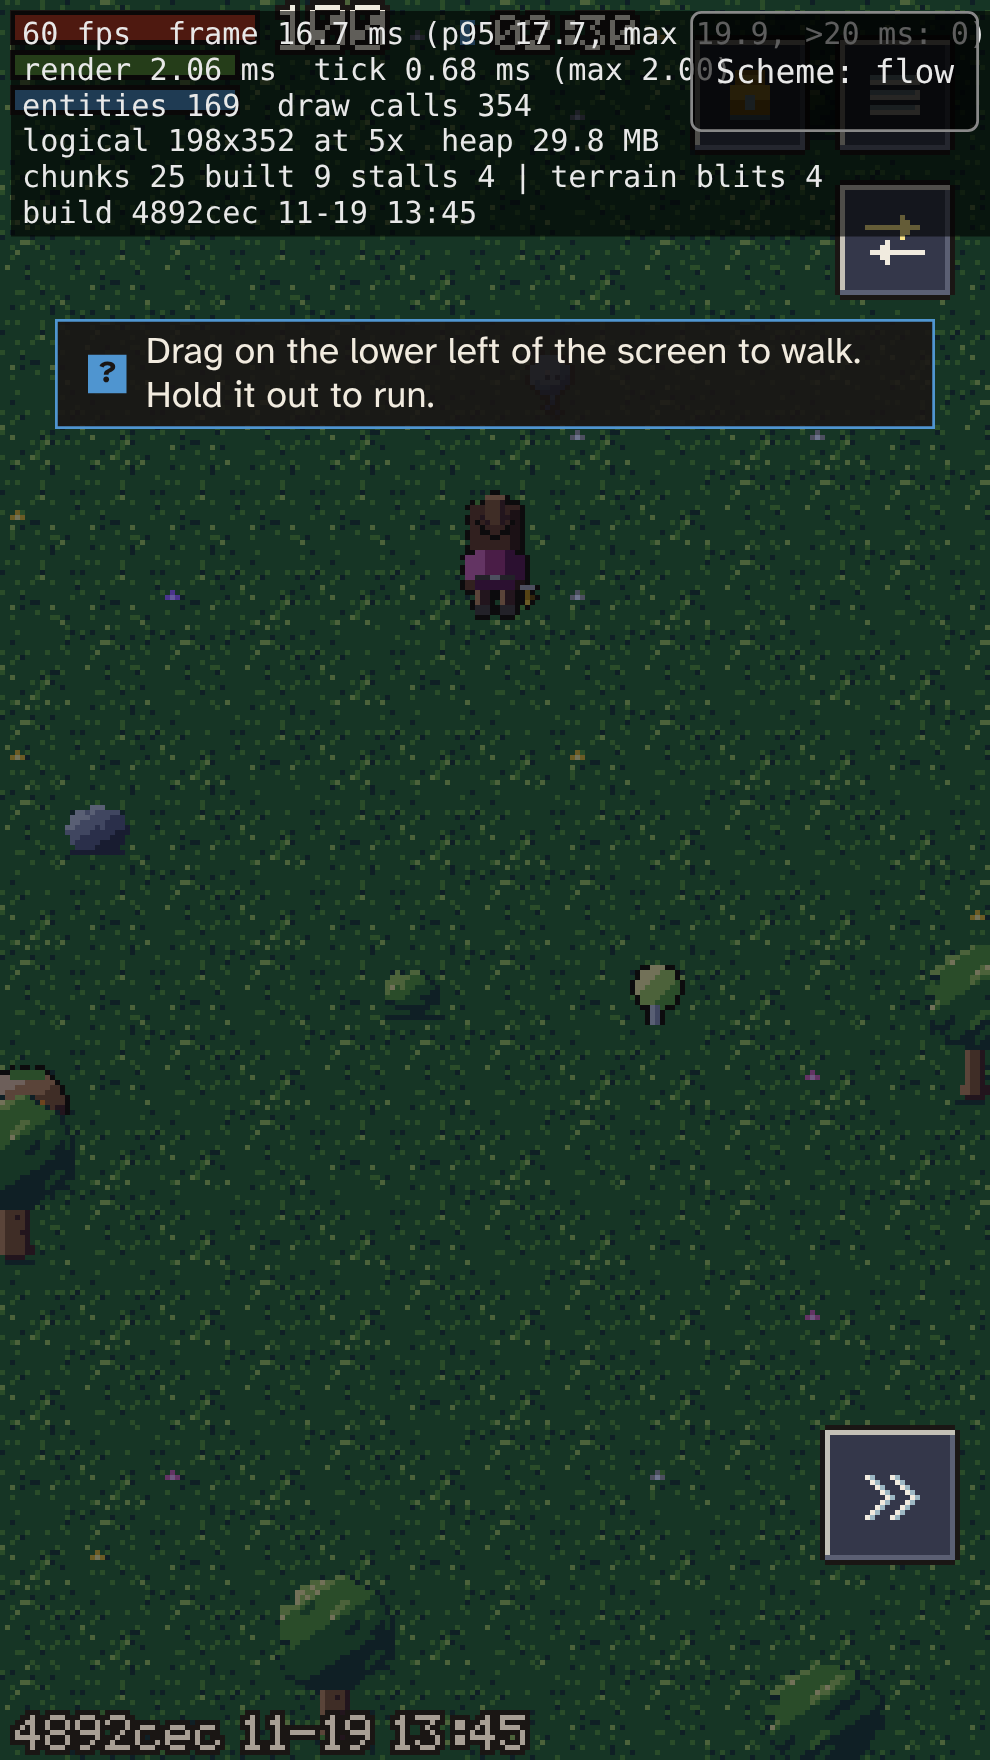 60 fps  frame 16.7 ms (p95 17.7, max 19.9, >20 ms: 0)
render 2.06 ms  tick 0.68 ms (max 2.00)
Scheme: flow
entities 169  draw calls 354
logical 198x352 at 5x  heap 29.8 MB
chunks 25 built 9 stalls 4 | terrain blits 4
build 4892cec 11-19 13:45
? Drag on the lower left of the screen to walk.
Hold it out to run.
4892cec 11-19 13:45